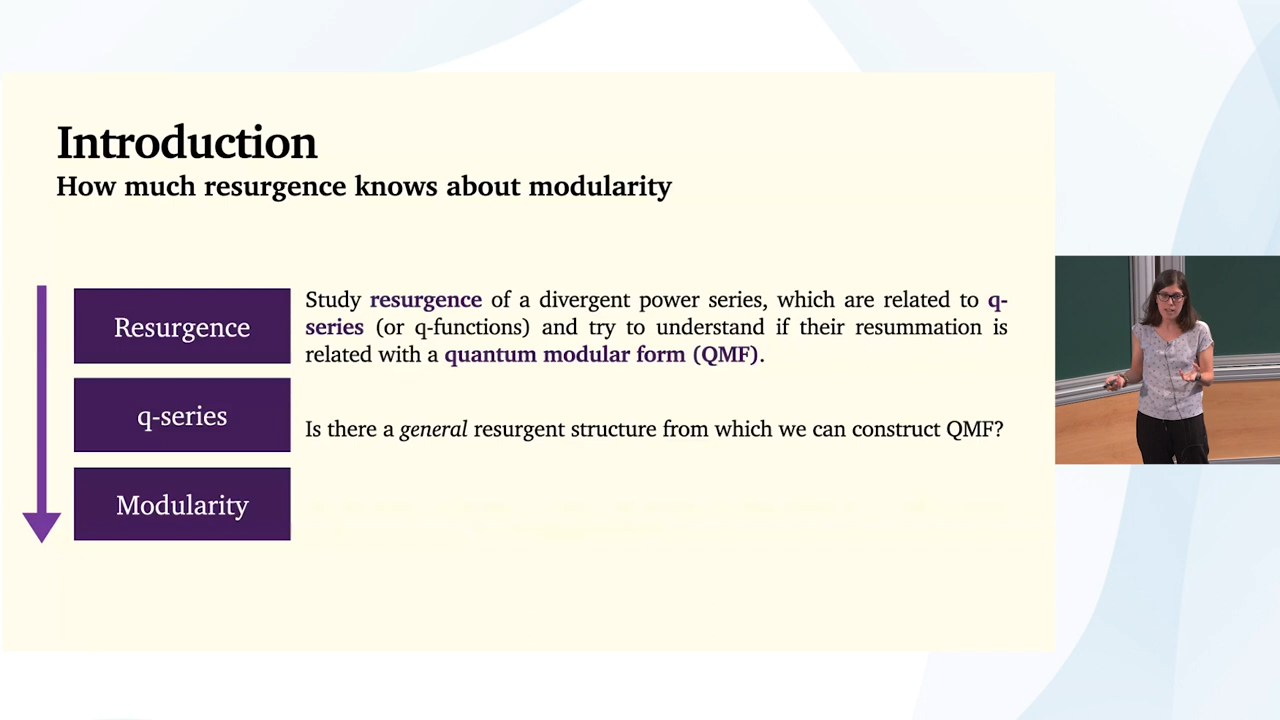 Introduction
How much resurgence knows about modularity
Resurgence
q-series
Modularity
Study resurgence of a divergent power series, which are related to q-
series (or q-functions) and try to understand if their resummation is
related with a quantum modular form (QMF).
Is there a general resurgent structure from which we can construct QMF?